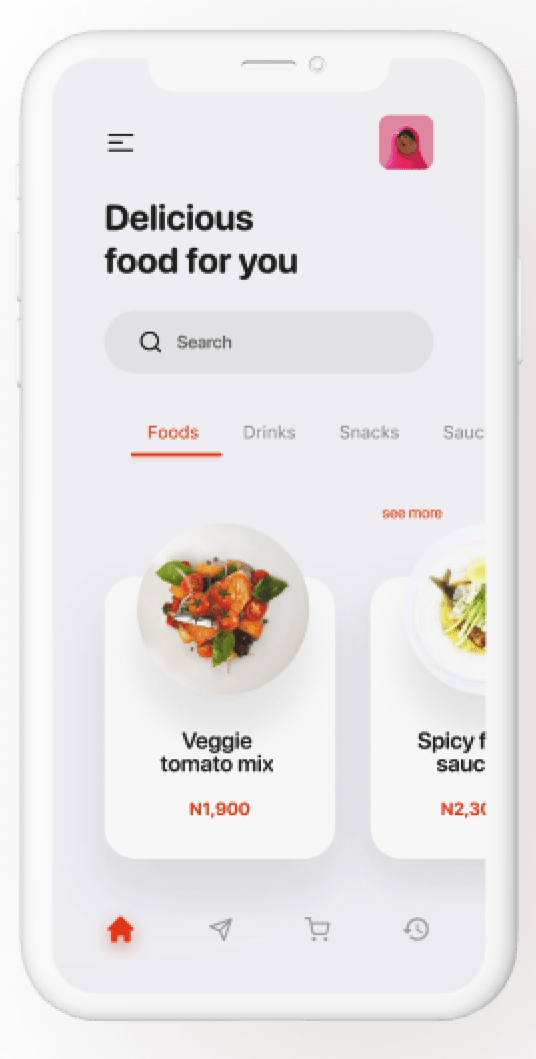 Delicious
food for you
Search
Foods Drinks Snacks Sauc
see more
Veggie
tomato mix
N1,900
Spicy f
sauc
N2,30